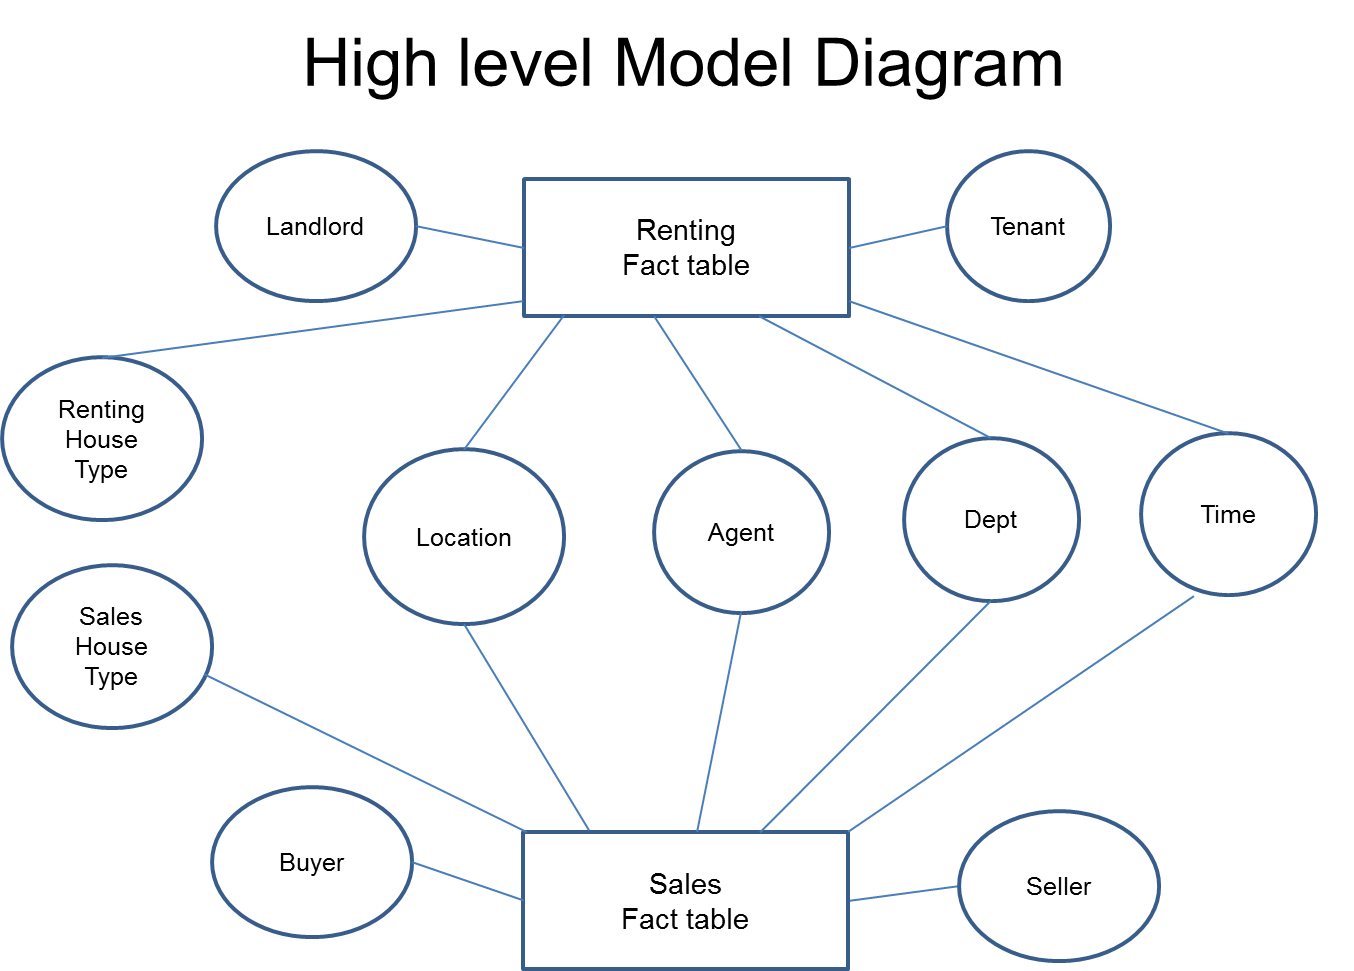 High level Model Diagram
Landlord
Renting
Fact table
Tenant
Renting
House
Type
Location
Agent
Dept
Time
Sales
House
Type
Buyer
Sales
Fact table
Seller